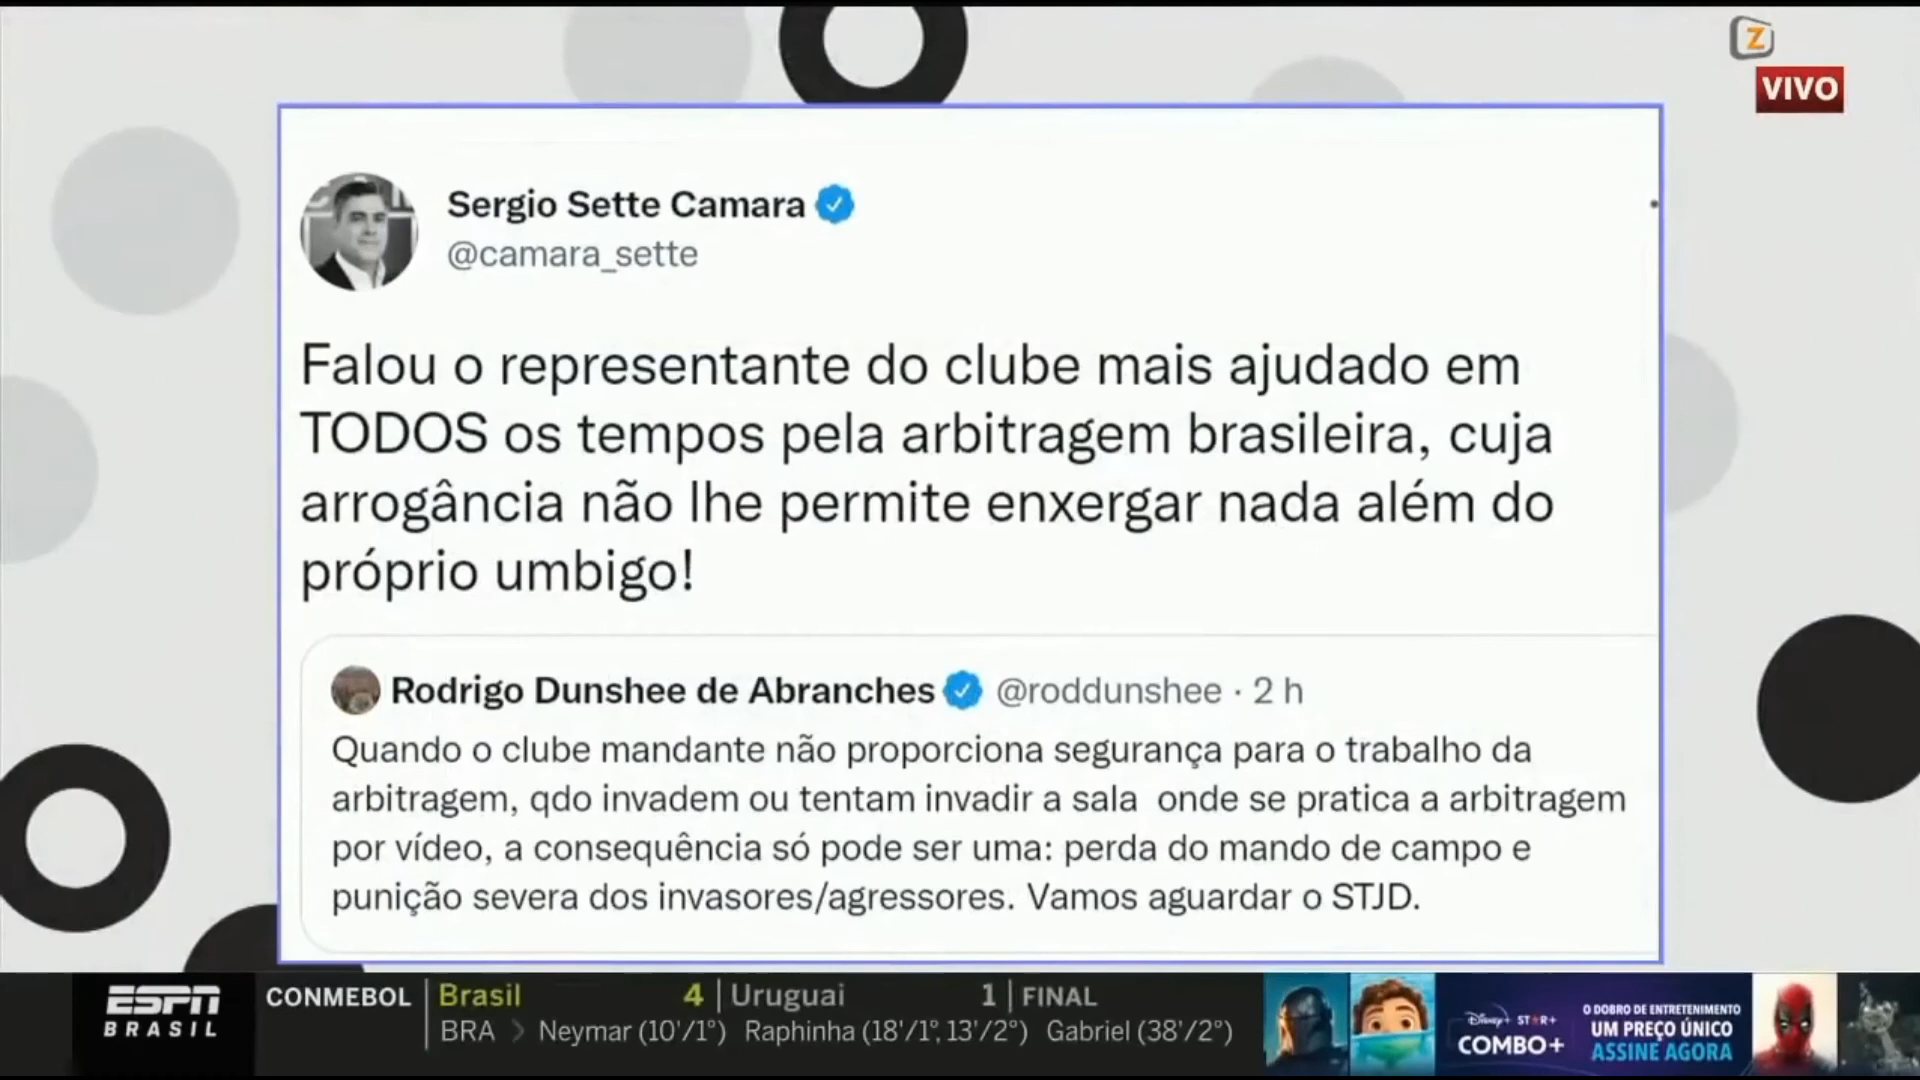 Z
VIVO
Sergio Sette Camara
@camara_sette
Falou o representante do clube mais ajudado em
TODOS os tempos pela arbitragem brasileira, cuja
arrogância não lhe permite enxergar nada além do
próprio umbigo!
Rodrigo Dunshee de Abranches @roddunshee · 2 h
Quando o clube mandante não proporciona segurança para o trabalho da
arbitragem, qdo invadem ou tentam invadir a sala onde se pratica a arbitragem
por vídeo, a consequência só pode ser uma: perda do mando de campo e
punição severa dos invasores/agressores. Vamos aguardar o STJD.
ESPN
BRASIL
CONMEBOL
Brasil 4 Uruguai 1 FINAL
BRA > Neymar (10'/1º) Raphinha (18'/1º, 13'/2º) Gabriel (38'/2º)
Disney+ ST★R+
COMBO+
O DOBRO DE ENTRETENIMENTO
UM PREÇO ÚNICO
ASSINE AGORA